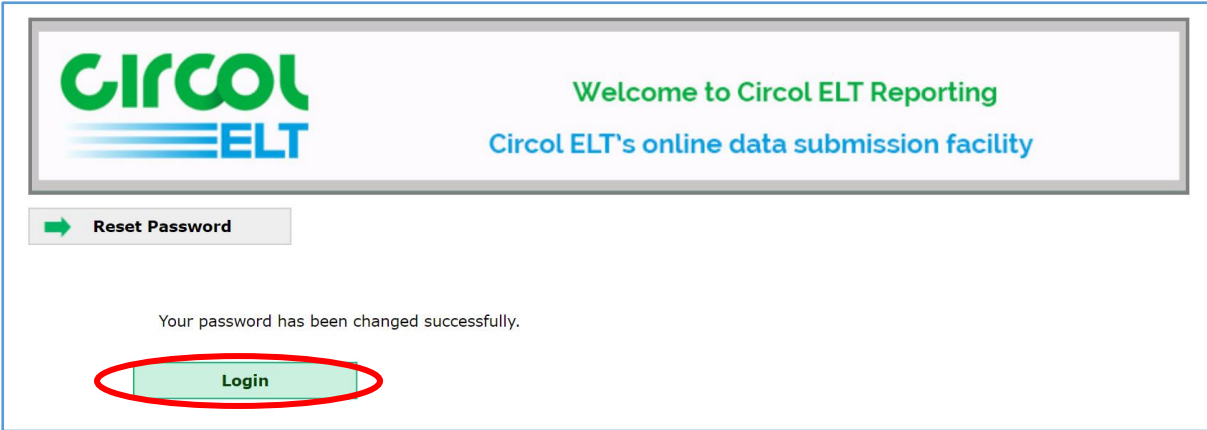 CIrCOL
ELT
Welcome to Circol ELT Reporting
Circol ELT's online data submission facility
Reset Password
Your password has been changed successfully.
Login